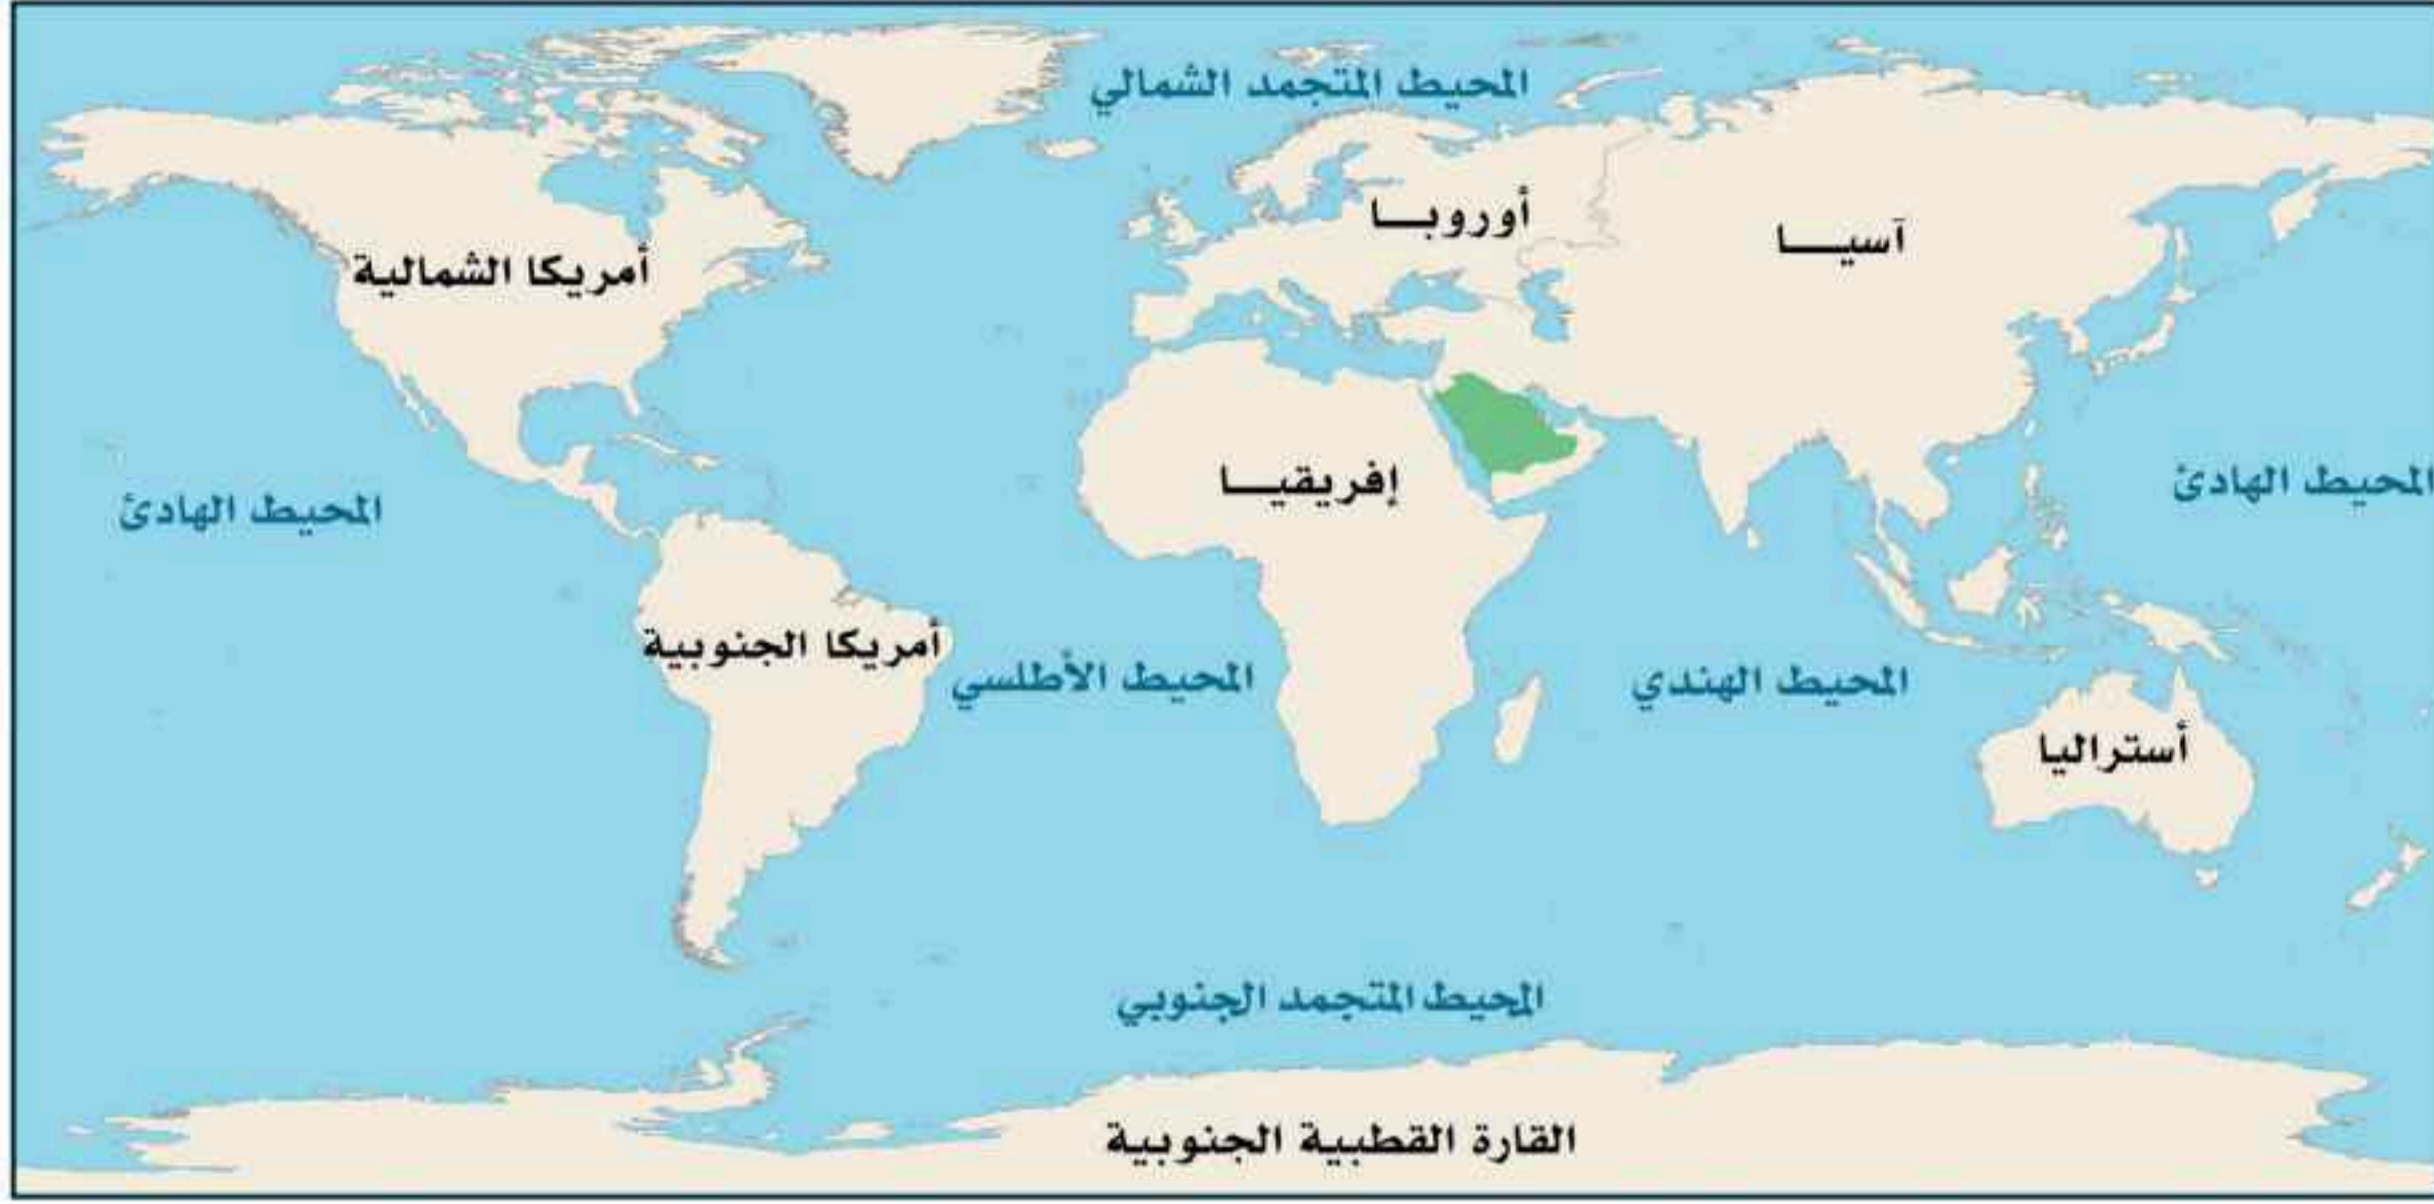 المحيط المتجمد الشمالي
أوروبـــا
آسيـــا
أمريكا الشمالية
إفريقيـــا
المحيط الهادئ
المحيط الهادئ
أمريكا الجنوبية
المحيط الأطلسي
المحيط الهندي
أستراليا
المحيط المتجمد الجنوبي
القارة القطبية الجنوبية